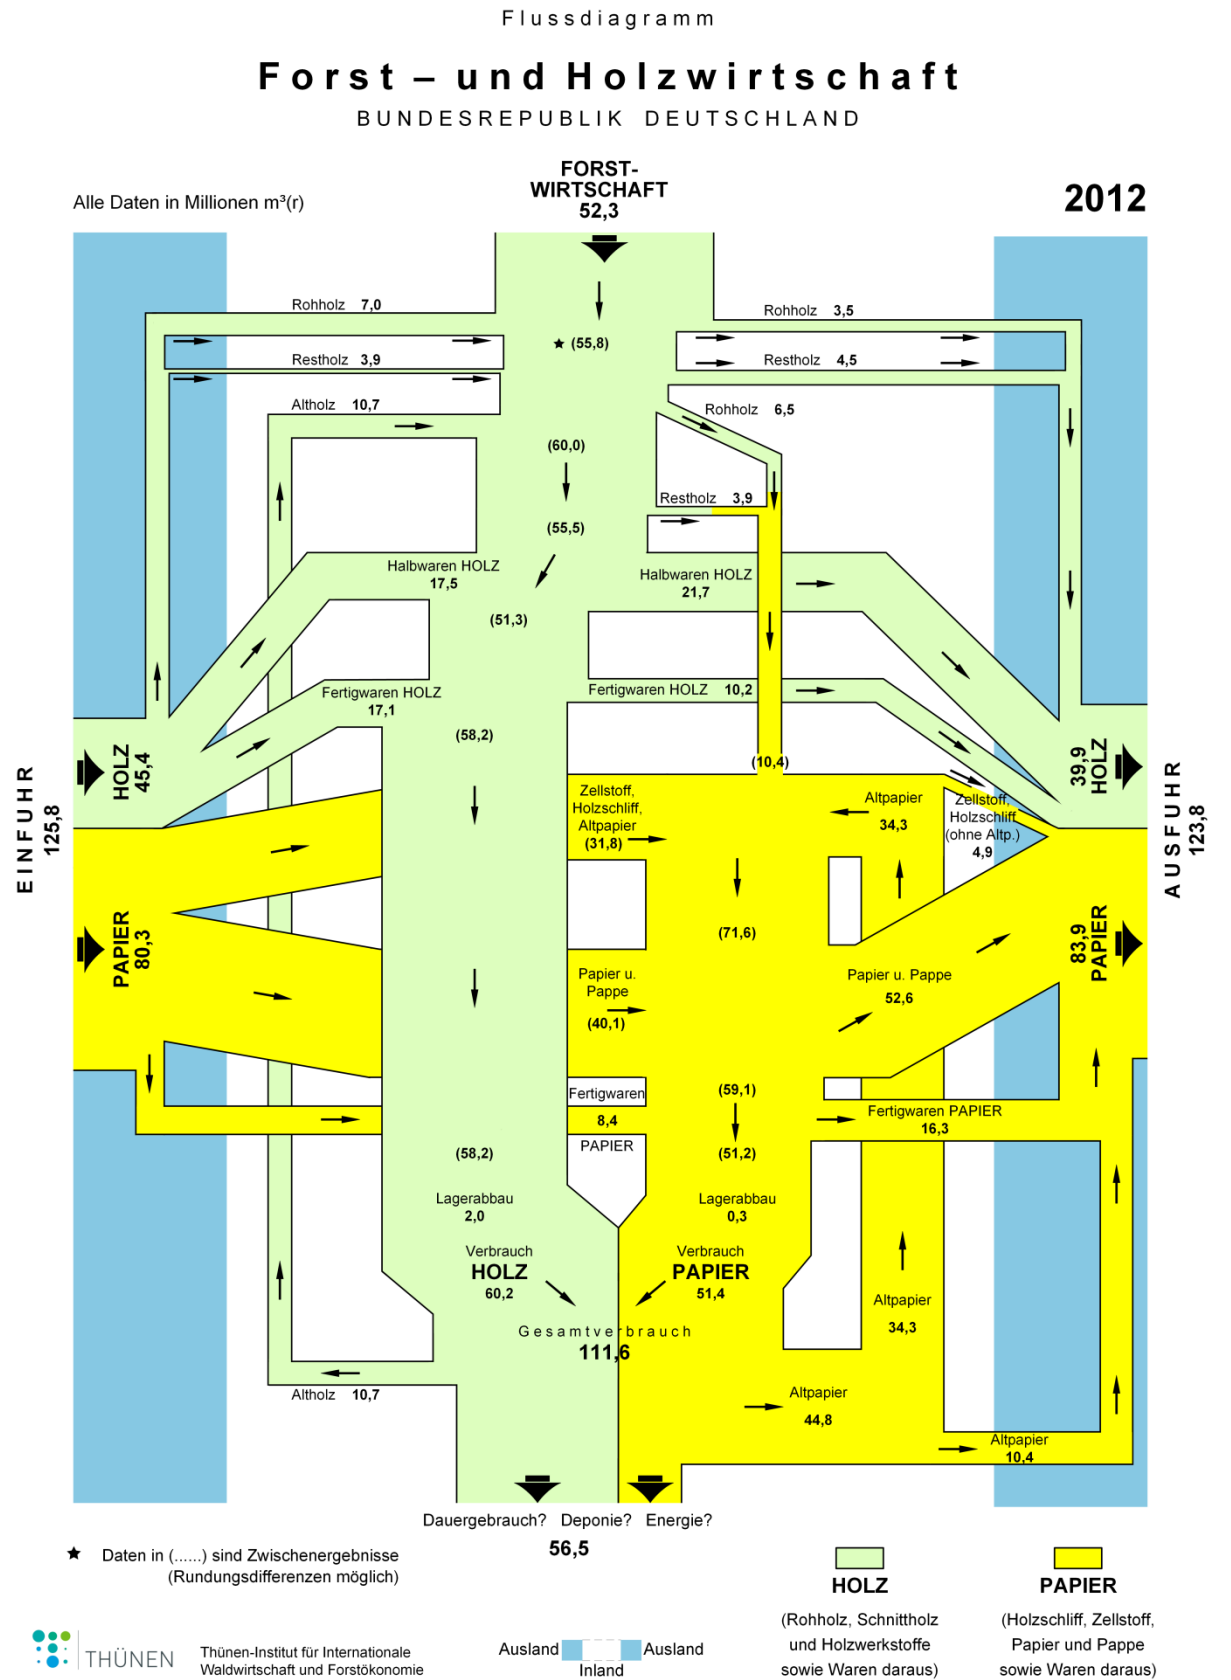 Flussdiagramm
Forst – und Holzwirtschaft
BUNDESREPUBLIK DEUTSCHLAND
FORST-
WIRTSCHAFT
52,3
Alle Daten in Millionen m³(r)
2012
Rohholz 7,0
Rohholz 3,5
★ (55,8)
Restholz 3,9
Restholz 4,5
Altholz 10,7
Rohholz 6,5
(60,0)
Restholz 3,9
(55,5)
Halbwaren HOLZ
17,5
Halbwaren HOLZ
21,7
(51,3)
Fertigwaren HOLZ
17,1
Fertigwaren HOLZ 10,2
(58,2)
(10,4)
EINFUHR
125,8
HOLZ
45,4
39,9
HOLZ
AUSFUHR
123,8
Zellstoff,
Holzschliff,
Altpapier
(31,8)
Altpapier
34,3
Zellstoff,
Holzschliff
(ohne Altp.)
4,9
PAPIER
80,3
83,9
PAPIER
(71,6)
Papier u.
Pappe
(40,1)
Papier u. Pappe
52,6
Fertigwaren
8,4
PAPIER
(59,1)
Fertigwaren PAPIER
16,3
(58,2)
(51,2)
Lagerabbau
2,0
Lagerabbau
0,3
Verbrauch
HOLZ
60,2
Verbrauch
PAPIER
51,4
Altpapier
34,3
Gesamtverbrauch
111,6
Altholz 10,7
Altpapier
44,8
Altpapier
10,4
Dauergebrauch? Deponie? Energie?
56,5
★ Daten in (......) sind Zwischenergebnisse
(Rundungsdifferenzen möglich)
HOLZ
(Rohholz, Schnittholz
und Holzwerkstoffe
sowie Waren daraus)
PAPIER
(Holzschliff, Zellstoff,
Papier und Pappe
sowie Waren daraus)
THÜNEN
Thünen-Institut für Internationale
Waldwirtschaft und Forstökonomie
Ausland Ausland
Inland